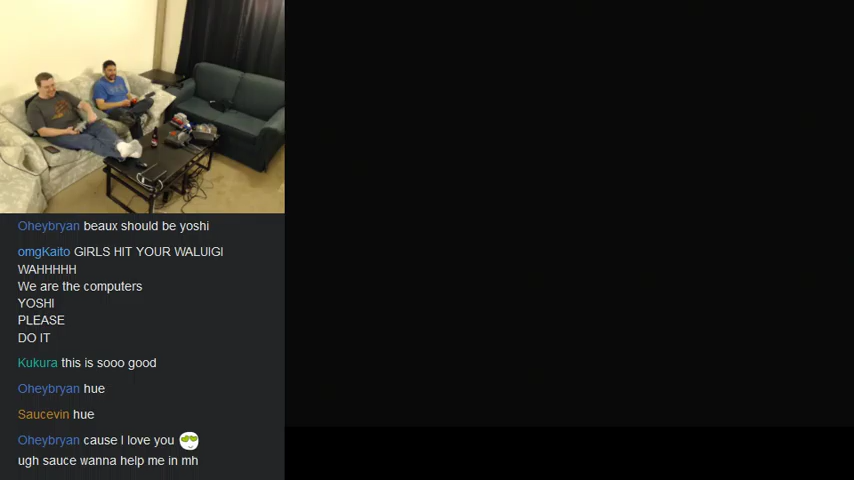 Oheybryan beaux should be yoshi
omgKaito GIRLS HIT YOUR WALUIGI
WAHHHHH
We are the computers
YOSHI
PLEASE
DO IT
Kukura this is sooo good
Oheybryan hue
Saucevin hue
Oheybryan cause I love you
ugh sauce wanna help me in mh